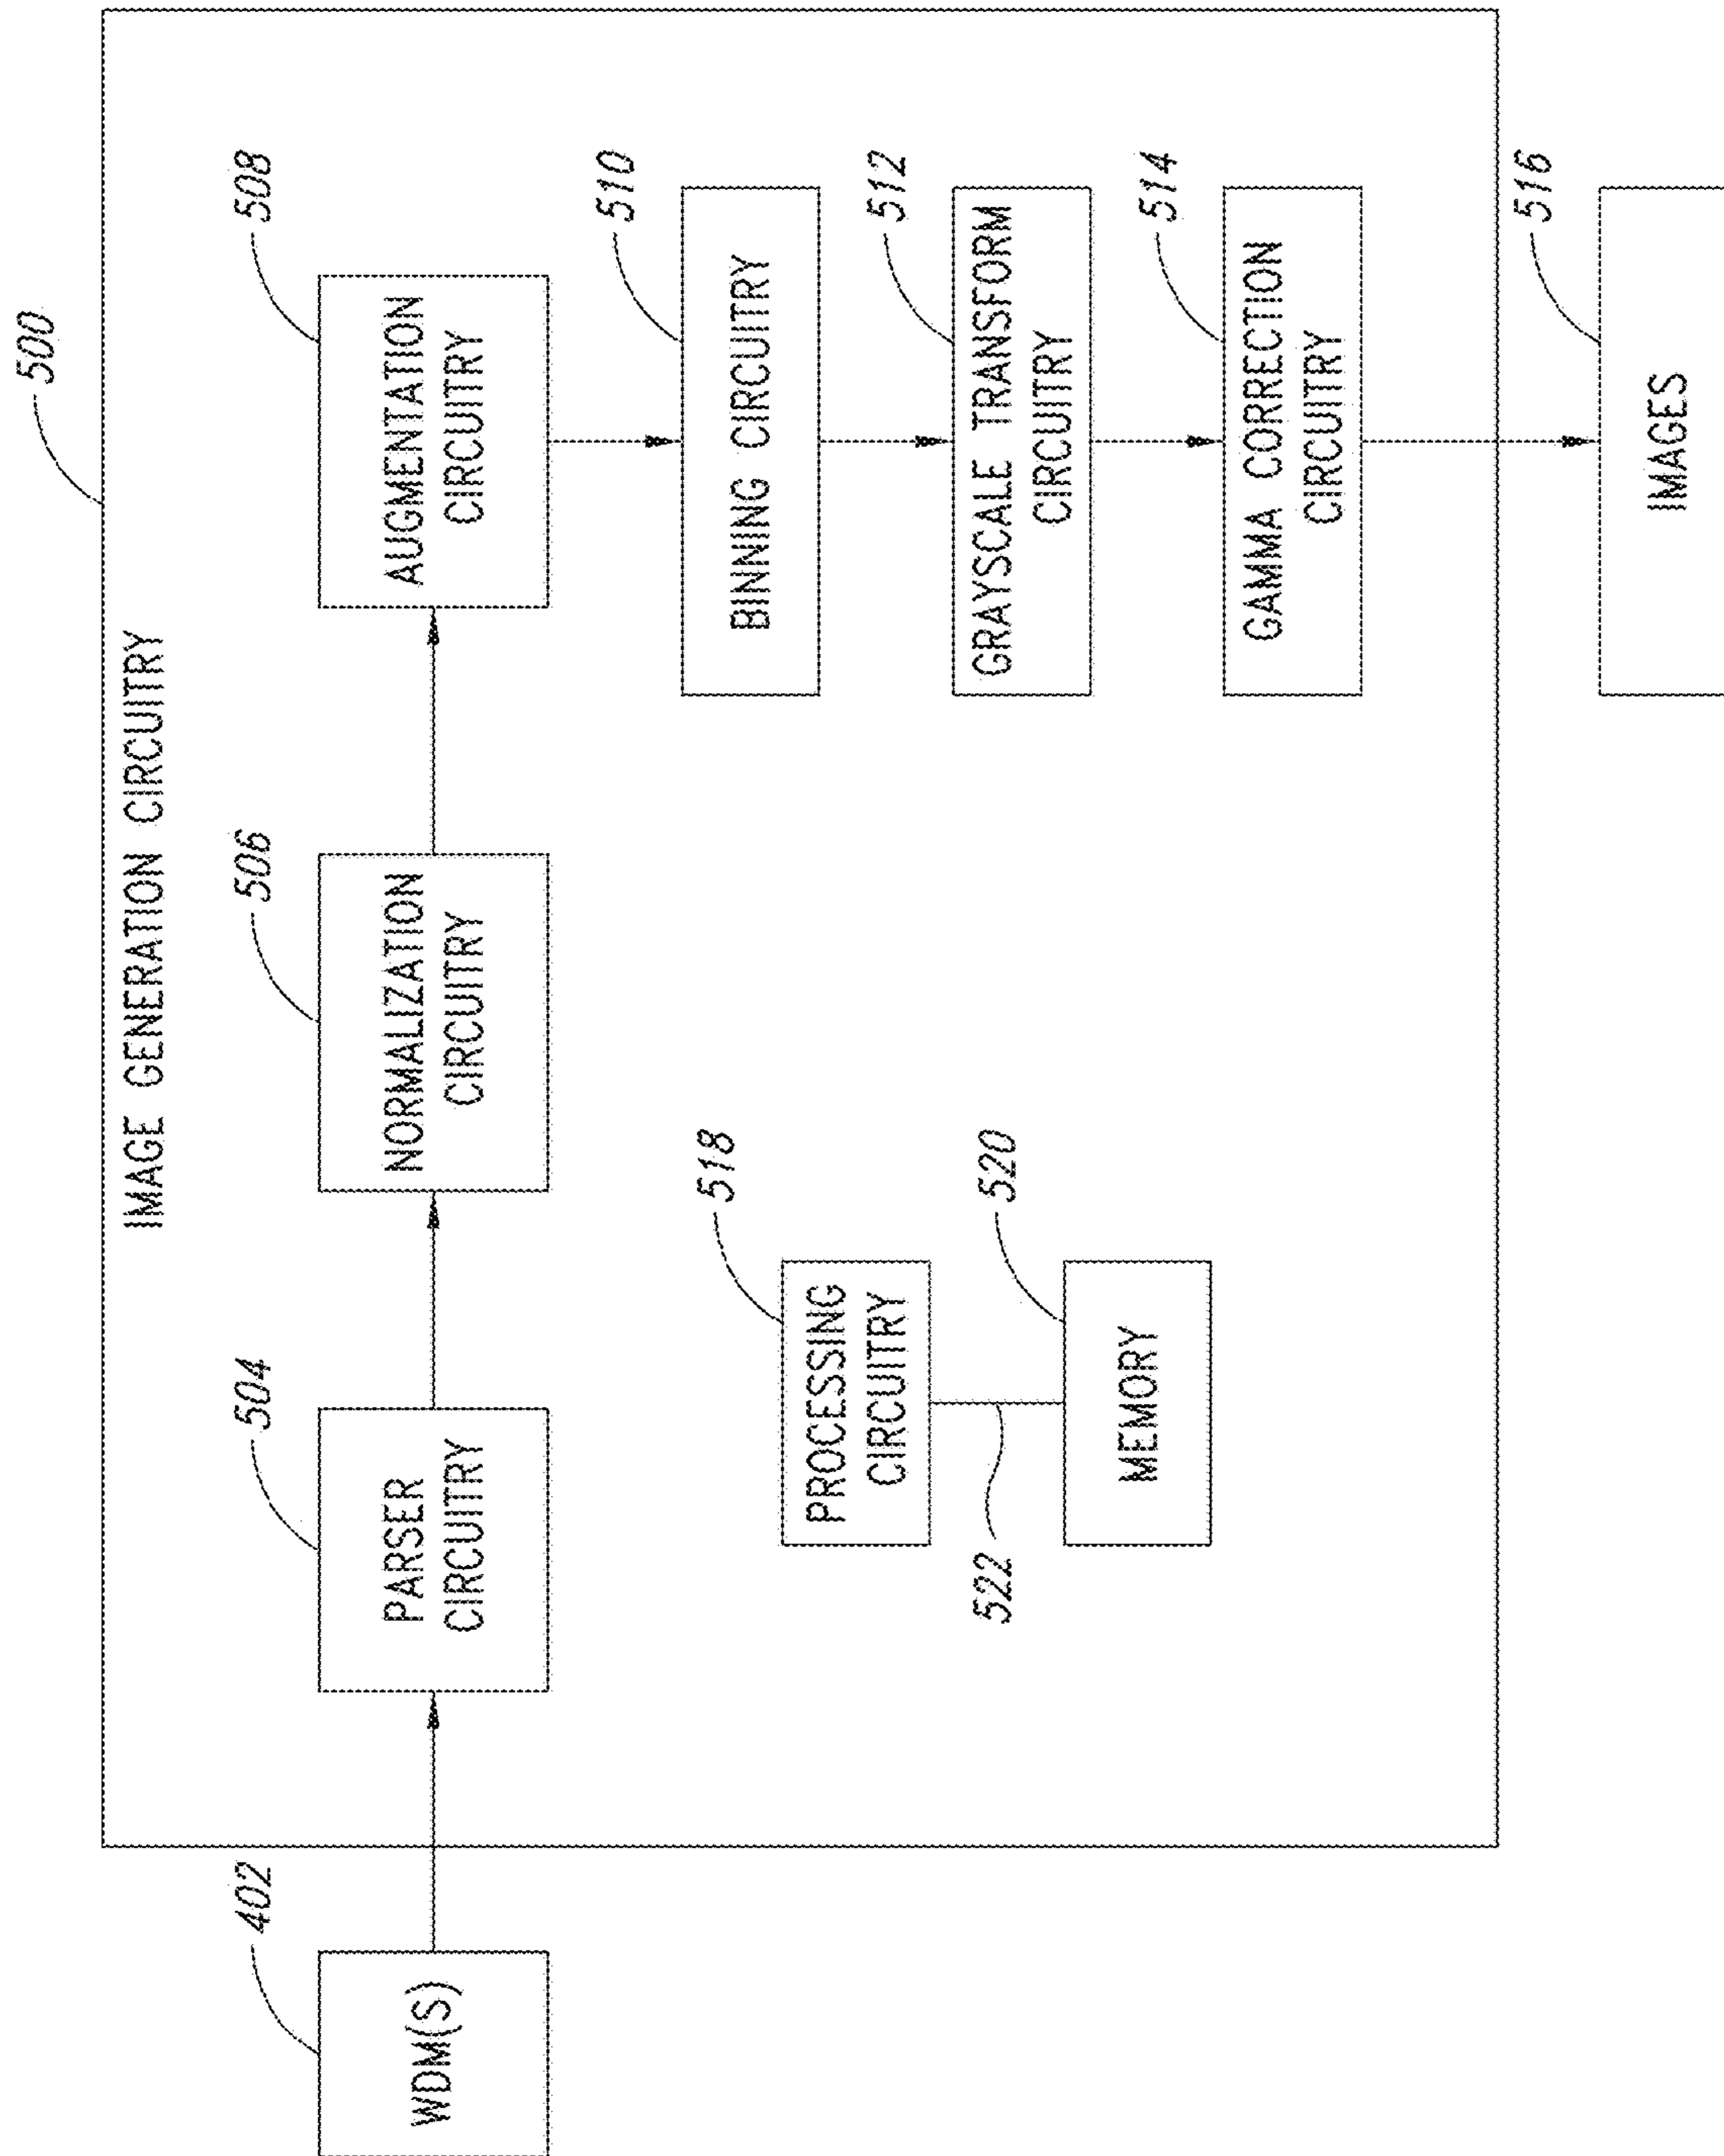 500
IMAGE GENERATION CIRCUITRY
402
WDM(S)
504
PARSER
CIRCUITRY
506
NORMALIZATION
CIRCUITRY
508
AUGMENTATION
CIRCUITRY
510
BINNING CIRCUITRY
518
PROCESSING
CIRCUITRY
512
GRAYSCALE TRANSFORM
CIRCUITRY
522
520
MEMORY
514
GAMMA CORRECTION
CIRCUITRY
516
IMAGES